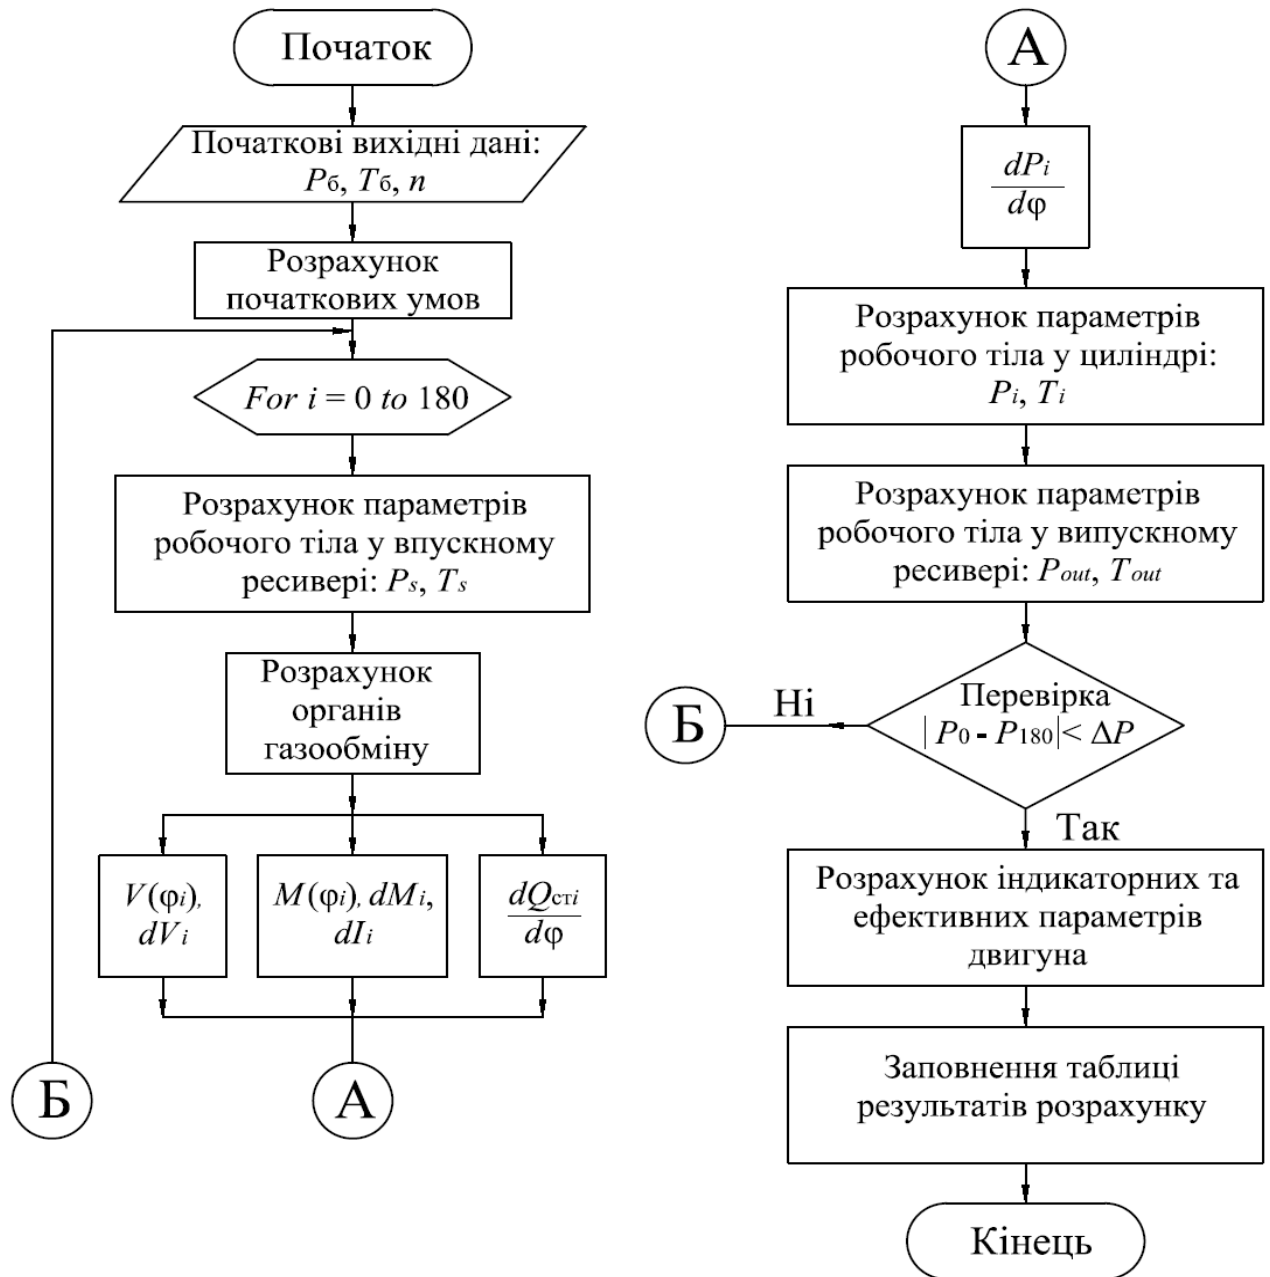 Початок
Початкові вихідні дані:
Pб, Tб, n
Розрахунок
початкових умов
For i = 0 to 180
Розрахунок параметрів
робочого тіла у впускному
ресивері: Ps, Ts
Розрахунок
органів
газообміну
V(φi),
dVi
M(φi), dMi,
dIi
dQстi
dφ
Б
А
А
dPi
dφ
Розрахунок параметрів
робочого тіла у циліндрі:
Pi, Ti
Розрахунок параметрів
робочого тіла у випускному
ресивері: Pout, Tout
Перевірка
|P0 - P180|< ΔP
Ні
Б
Так
Розрахунок індикаторних та
ефективних параметрів
двигуна
Заповнення таблиці
результатів розрахунку
Кінець